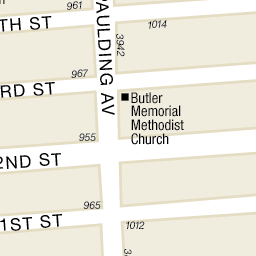 961
TH ST
1014
PAULDING AV
3942
967
RD ST
Butler
Memorial
Methodist
Church
955
2ND ST
965
1ST ST
1012